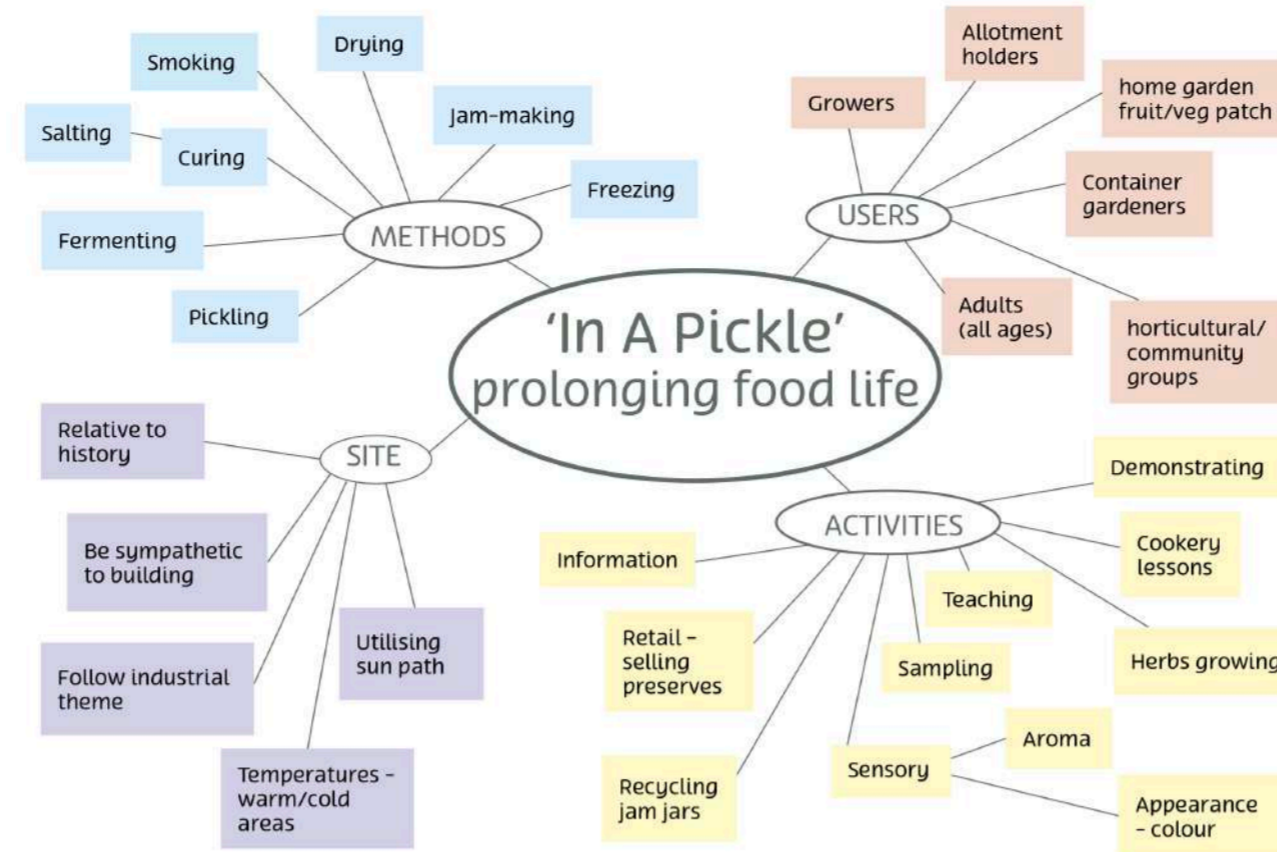 'In A Pickle'
prolonging food life
METHODS
Smoking
Drying
Jam-making
Salting
Curing
Freezing
Fermenting
Pickling
USERS
Growers
Allotment
holders
home garden
fruit/veg patch
Container
gardeners
Adults
(all ages)
horticultural/
community
groups
SITE
Relative to
history
Be sympathetic
to building
Follow industrial
theme
Temperatures –
warm/cold
areas
Utilising
sun path
ACTIVITIES
Information
Retail –
selling
preserves
Recycling
jam jars
Sensory
Aroma
Appearance
– colour
Sampling
Teaching
Demonstrating
Cookery
lessons
Herbs growing